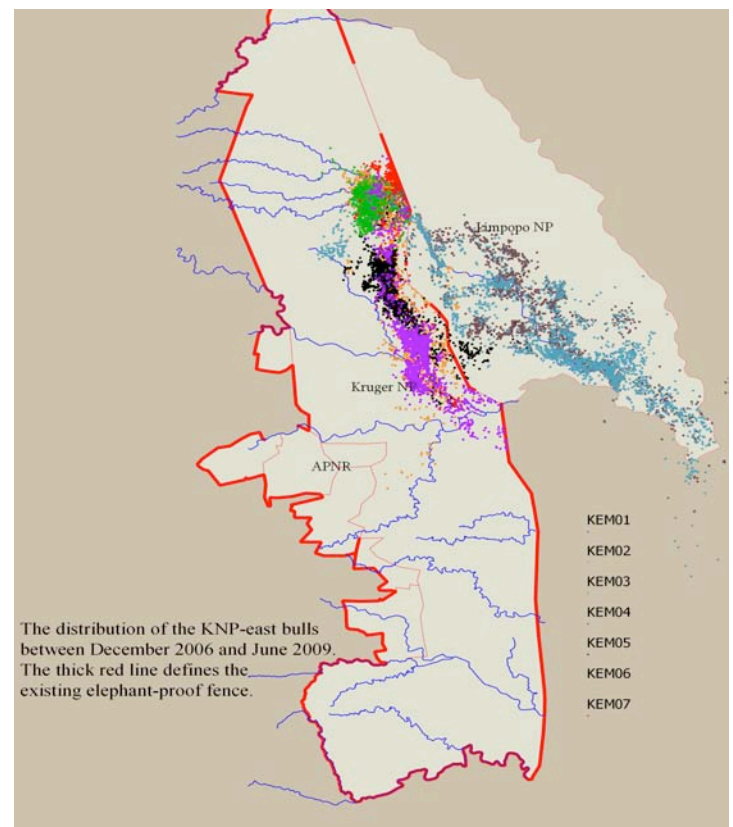 Limpopo NP
Kruger NP
APNR
KEM01
KEM02
KEM03
KEM04
KEM05
KEM06
KEM07
The distribution of the KNP-east bulls
between December 2006 and June 2009.
The thick red line defines the
existing elephant-proof fence.